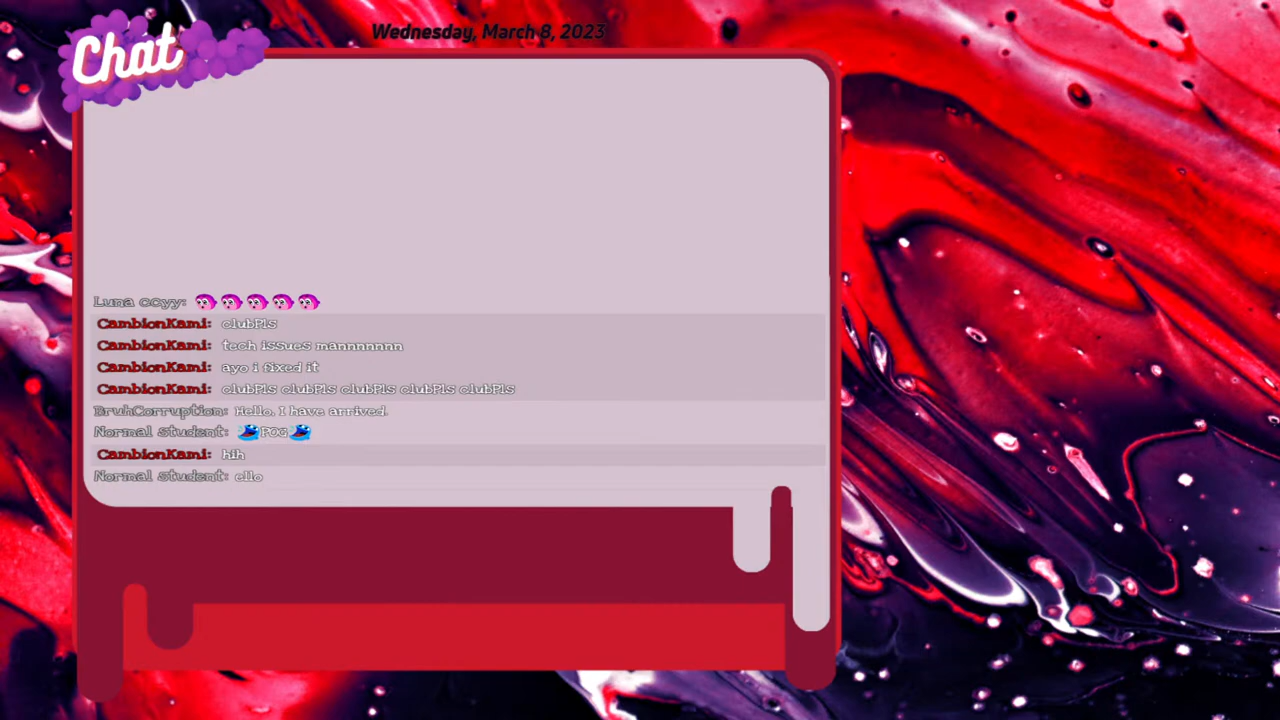 Wednesday, March 8, 2023
Chat
Luna ooyy:
CambionKami: clubPls
CambionKami: tech issues mannnnnnn
CambionKami: ayo i fixed it
CambionKami: clubPls clubPls clubPls clubPls clubPls
BruhCorruption: Hello, I have arrived.
Normal Student: POG
CambionKami: hih
Normal Student: ello